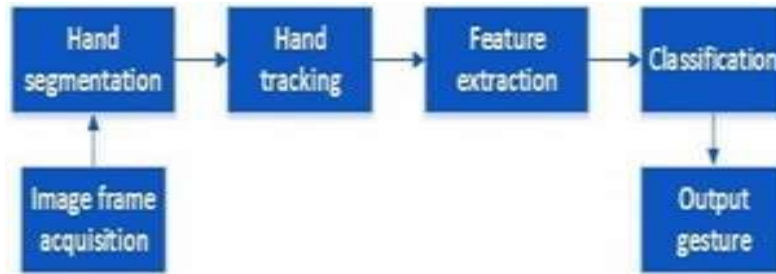 Hand
segmentation
Hand
tracking
Feature
extraction
Classification
Image frame
acquisition
Output
gesture